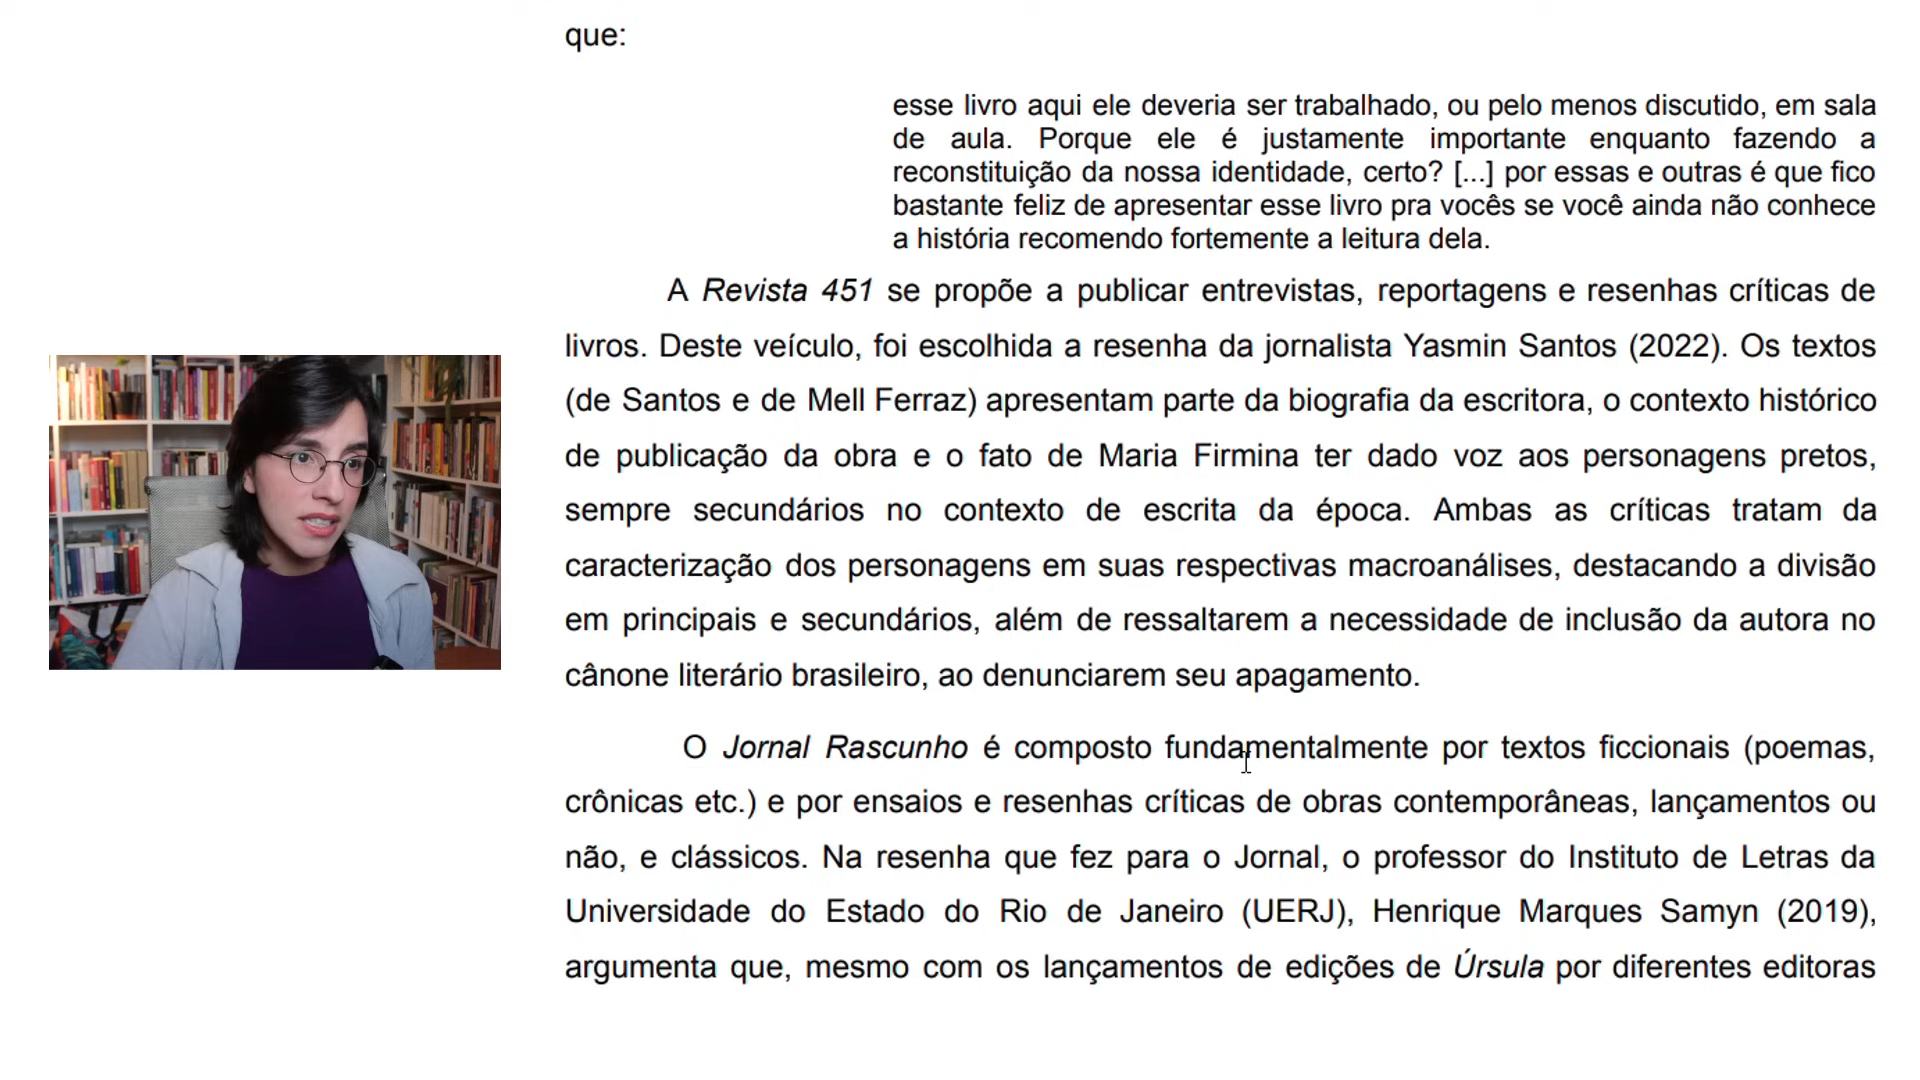 que:
esse livro aqui ele deveria ser trabalhado, ou pelo menos discutido, em sala
de aula. Porque ele é justamente importante enquanto fazendo a
reconstituição da nossa identidade, certo? [...] por essas e outras é que fico
bastante feliz de apresentar esse livro pra vocês se você ainda não conhece
a história recomendo fortemente a leitura dela.
A Revista 451 se propõe a publicar entrevistas, reportagens e resenhas críticas de
livros. Deste veículo, foi escolhida a resenha da jornalista Yasmin Santos (2022). Os textos
(de Santos e de Mell Ferraz) apresentam parte da biografia da escritora, o contexto histórico
de publicação da obra e o fato de Maria Firmina ter dado voz aos personagens pretos,
sempre secundários no contexto de escrita da época. Ambas as críticas tratam da
caracterização dos personagens em suas respectivas macroanálises, destacando a divisão
em principais e secundários, além de ressaltarem a necessidade de inclusão da autora no
cânone literário brasileiro, ao denunciarem seu apagamento.
O Jornal Rascunho é composto fundamentalmente por textos ficcionais (poemas,
crônicas etc.) e por ensaios e resenhas críticas de obras contemporâneas, lançamentos ou
não, e clássicos. Na resenha que fez para o Jornal, o professor do Instituto de Letras da
Universidade do Estado do Rio de Janeiro (UERJ), Henrique Marques Samyn (2019),
argumenta que, mesmo com os lançamentos de edições de Úrsula por diferentes editoras